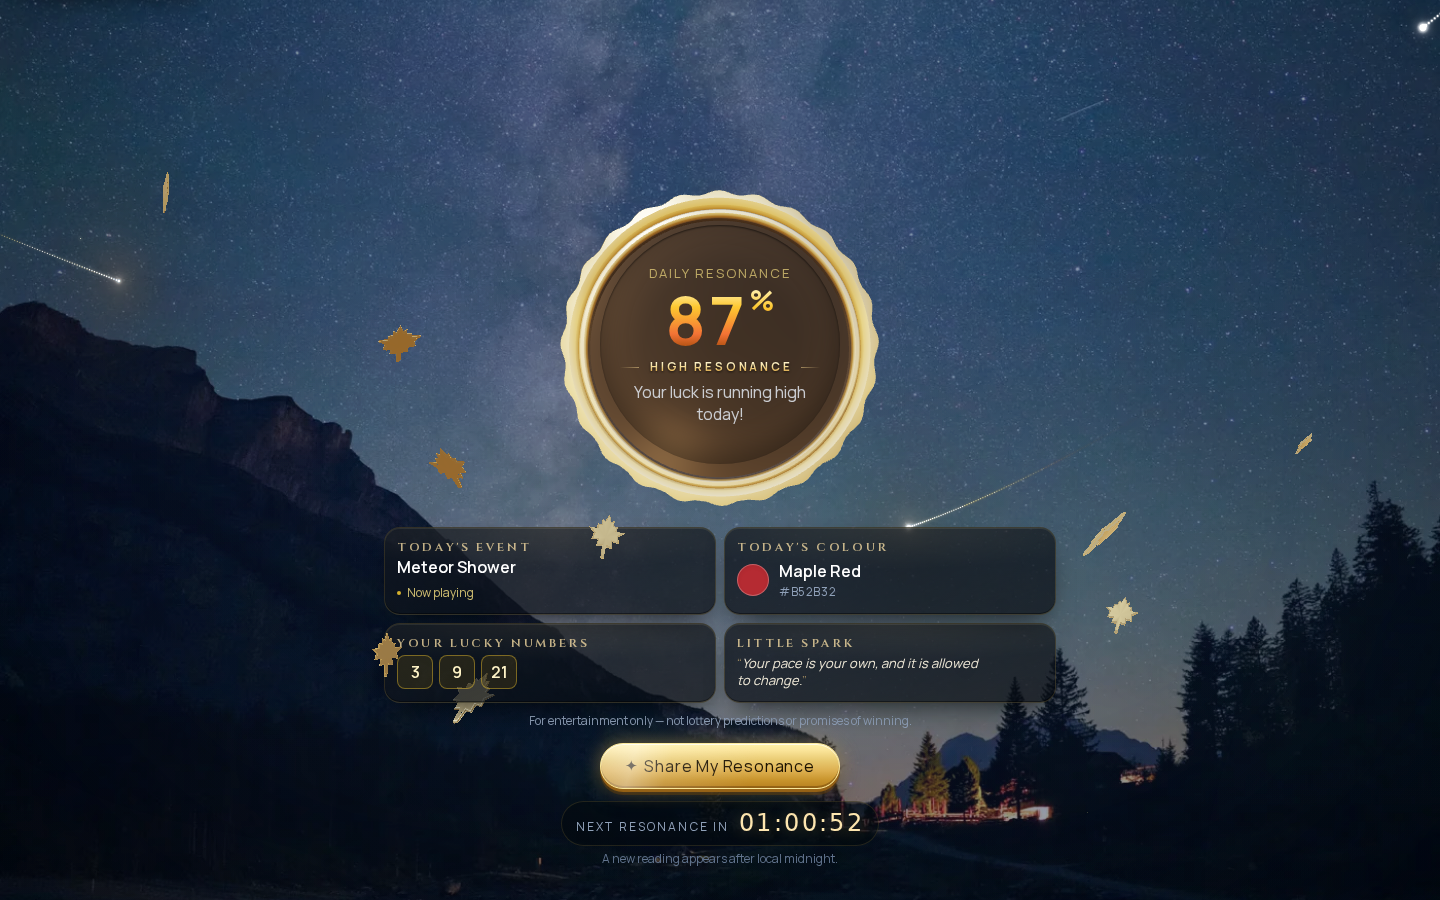 DAILY RESONANCE
87%
HIGH RESONANCE
Your luck is running high
today!
TODAY'S EVENT
Meteor Shower
• Now playing
TODAY'S COLOUR
Maple Red
#B52B32
YOUR LUCKY NUMBERS
3 9 21
LITTLE SPARK
"Your pace is your own, and it is allowed
to change."
For entertainment only — not lottery predictions or promises of winning.
✦ Share My Resonance
NEXT RESONANCE IN 01:00:52
A new reading appears after local midnight.